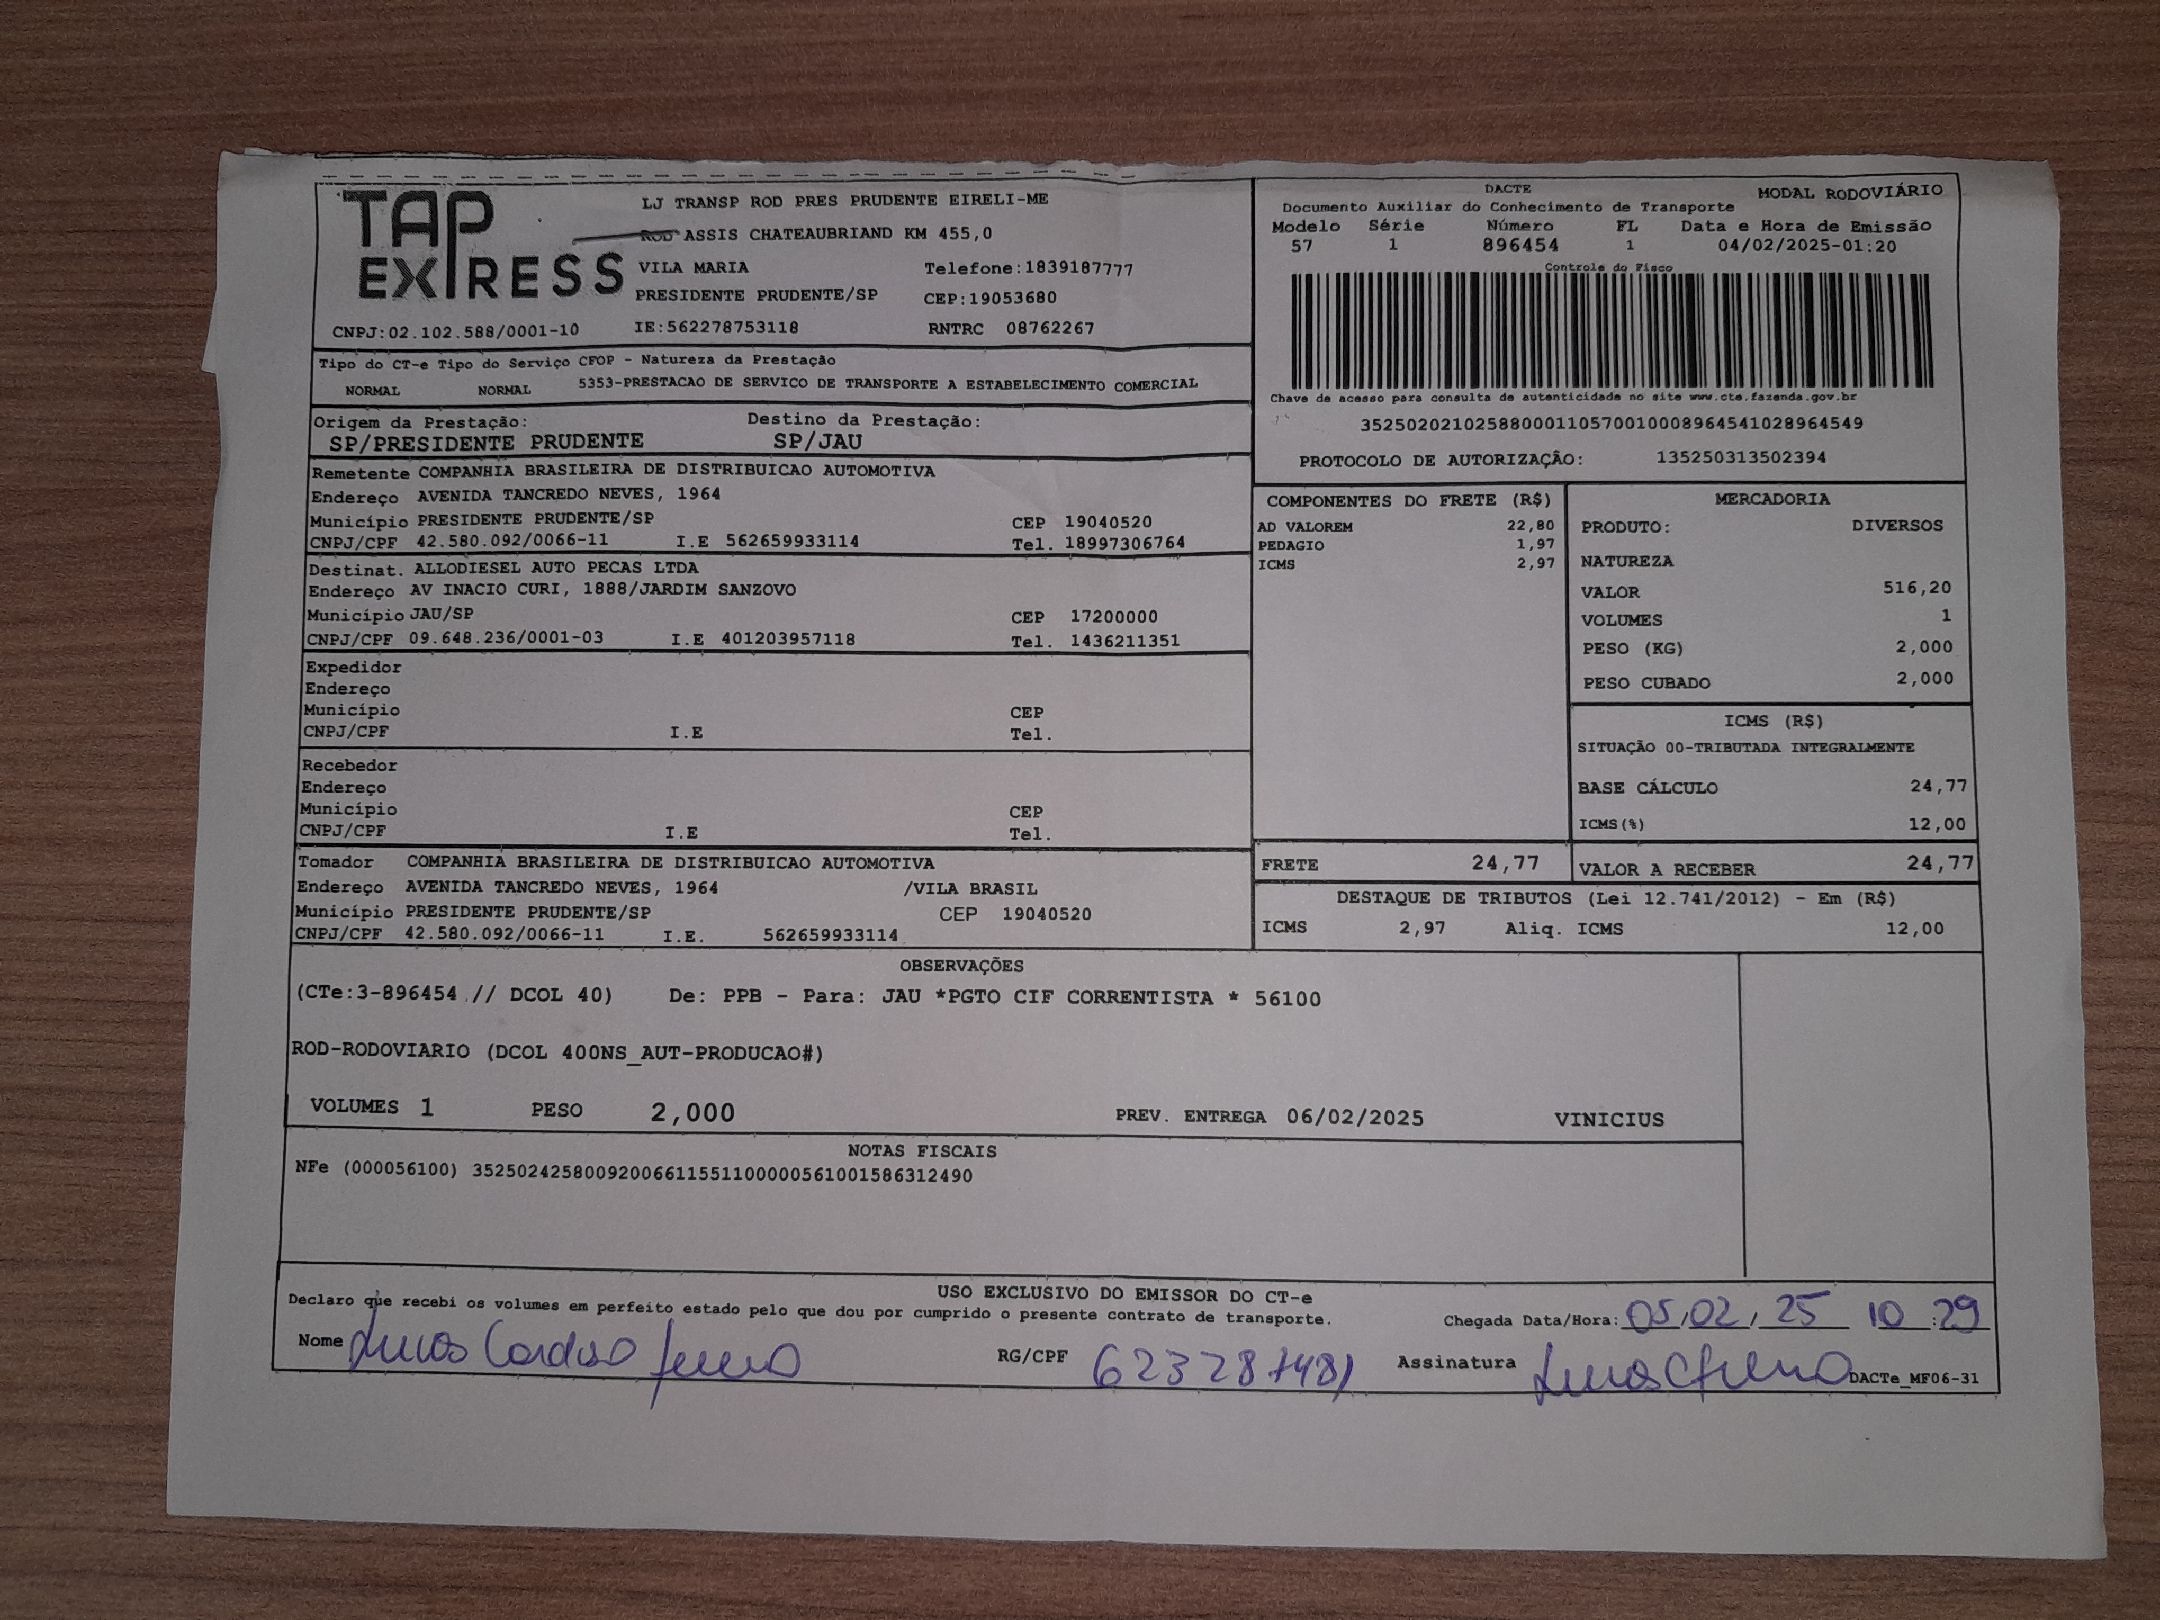 TAP EXPRESS
LJ TRANSP ROD PRES PRUDENTE EIRELI-ME
ROD ASSIS CHATEAUBRIAND KM 455,0
VILA MARIA Telefone:1839187777
PRESIDENTE PRUDENTE/SP CEP:19053680
CNPJ:02.102.588/0001-10 IE:562278753118 RNTRC 08762267
DACTE MODAL RODOVIÁRIO
Documento Auxiliar do Conhecimento de Transporte
Modelo Série Número FL Data e Hora de Emissão
57 1 896454 1 04/02/2025-01:20
Controle do Fisco
Chave de acesso para consulta de autenticidade no site www.cte.fazenda.gov.br
35250202102588000110570010008964541028964549
PROTOCOLO DE AUTORIZAÇÃO: 135250313502394
Tipo do CT-e Tipo do Serviço CFOP - Natureza da Prestação
NORMAL NORMAL 5353-PRESTACAO DE SERVICO DE TRANSPORTE A ESTABELECIMENTO COMERCIAL
Origem da Prestação: Destino da Prestação:
SP/PRESIDENTE PRUDENTE SP/JAU
Remetente COMPANHIA BRASILEIRA DE DISTRIBUICAO AUTOMOTIVA
Endereço AVENIDA TANCREDO NEVES, 1964
Município PRESIDENTE PRUDENTE/SP CEP 19040520
CNPJ/CPF 42.580.092/0066-11 I.E 562659933114 Tel. 18997306764
Destinat. ALLODIESEL AUTO PECAS LTDA
Endereço AV INACIO CURI, 1888/JARDIM SANZOVO
Município JAU/SP CEP 17200000
CNPJ/CPF 09.648.236/0001-03 I.E 401203957118 Tel. 1436211351
Expedidor
Endereço
Município CEP
CNPJ/CPF I.E Tel.
Recebedor
Endereço
Município CEP
CNPJ/CPF I.E Tel.
Tomador COMPANHIA BRASILEIRA DE DISTRIBUICAO AUTOMOTIVA
Endereço AVENIDA TANCREDO NEVES, 1964 /VILA BRASIL
Município PRESIDENTE PRUDENTE/SP CEP 19040520
CNPJ/CPF 42.580.092/0066-11 I.E. 562659933114
COMPONENTES DO FRETE (R$)
AD VALOREM 22,80
PEDAGIO 1,97
ICMS 2,97
MERCADORIA
PRODUTO: DIVERSOS
NATUREZA
VALOR 516,20
VOLUMES 1
PESO (KG) 2,000
PESO CUBADO 2,000
ICMS (R$)
SITUAÇÃO 00-TRIBUTADA INTEGRALMENTE
BASE CÁLCULO 24,77
ICMS(%) 12,00
FRETE 24,77 VALOR A RECEBER 24,77
DESTAQUE DE TRIBUTOS (Lei 12.741/2012) - Em (R$)
ICMS 2,97 Aliq. ICMS 12,00
OBSERVAÇÕES
(CTe:3-896454 // DCOL 40) De: PPB - Para: JAU *PGTO CIF CORRENTISTA * 56100
ROD-RODOVIARIO (DCOL 400NS_AUT-PRODUCAO#)
VOLUMES 1 PESO 2,000 PREV. ENTREGA 06/02/2025 VINICIUS
NOTAS FISCAIS
NFe (000056100) 35250242580092006611551100000561001586312490
USO EXCLUSIVO DO EMISSOR DO CT-e
Declaro que recebi os volumes em perfeito estado pelo que dou por cumprido o presente contrato de transporte.
Chegada Data/Hora: 05/02/25 10:29
Nome Lucas Cardoso RG/CPF 623287481 Assinatura
DACTe_MF06-31